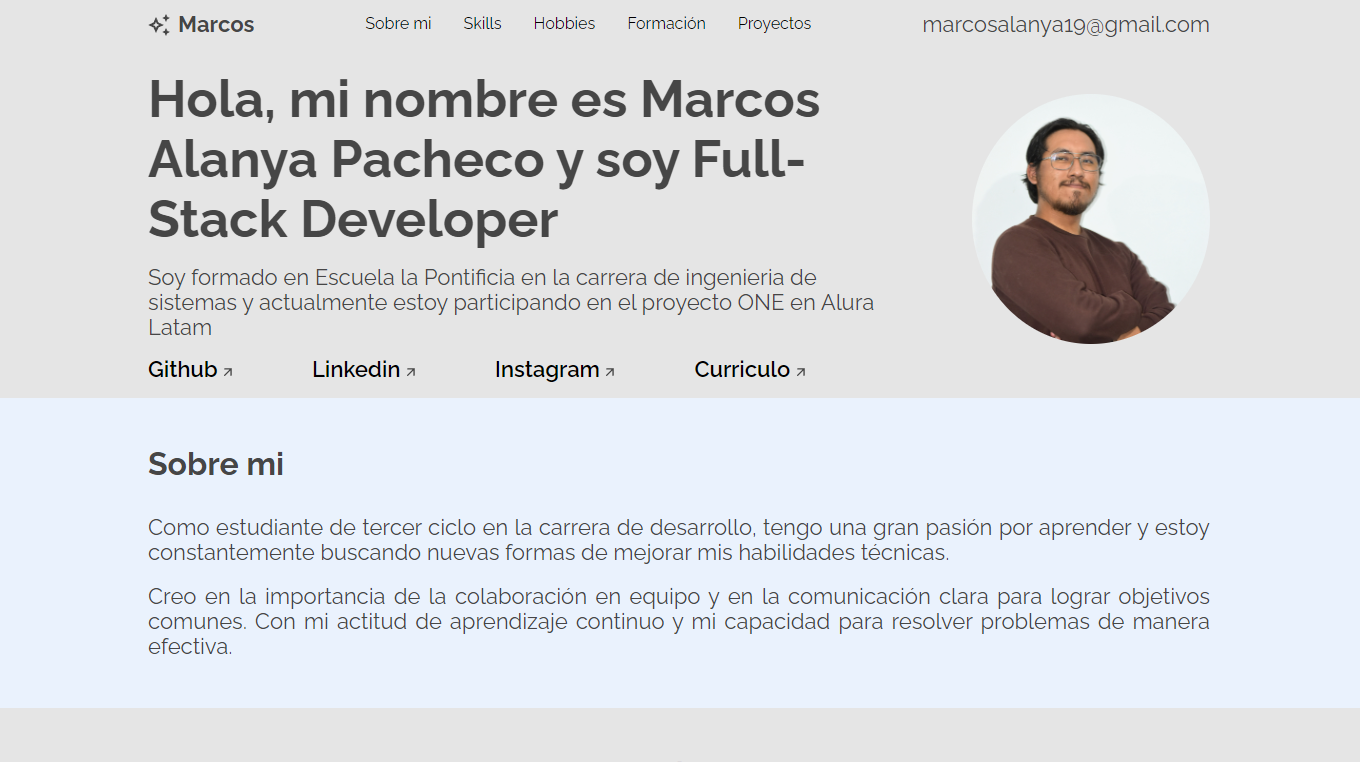 Marcos
Sobre mi
Skills
Hobbies
Formación
Proyectos
marcosalanya19@gmail.com
Hola, mi nombre es Marcos
Alanya Pacheco y soy Full-
Stack Developer
Soy formado en Escuela la Pontificia en la carrera de ingenieria de
sistemas y actualmente estoy participando en el proyecto ONE en Alura
Latam
Github
Linkedin
Instagram
Curriculo
Sobre mi
Como estudiante de tercer ciclo en la carrera de desarrollo, tengo una gran pasión por aprender y estoy
constantemente buscando nuevas formas de mejorar mis habilidades técnicas.
Creo en la importancia de la colaboración en equipo y en la comunicación clara para lograr objetivos
comunes. Con mi actitud de aprendizaje continuo y mi capacidad para resolver problemas de manera
efectiva.